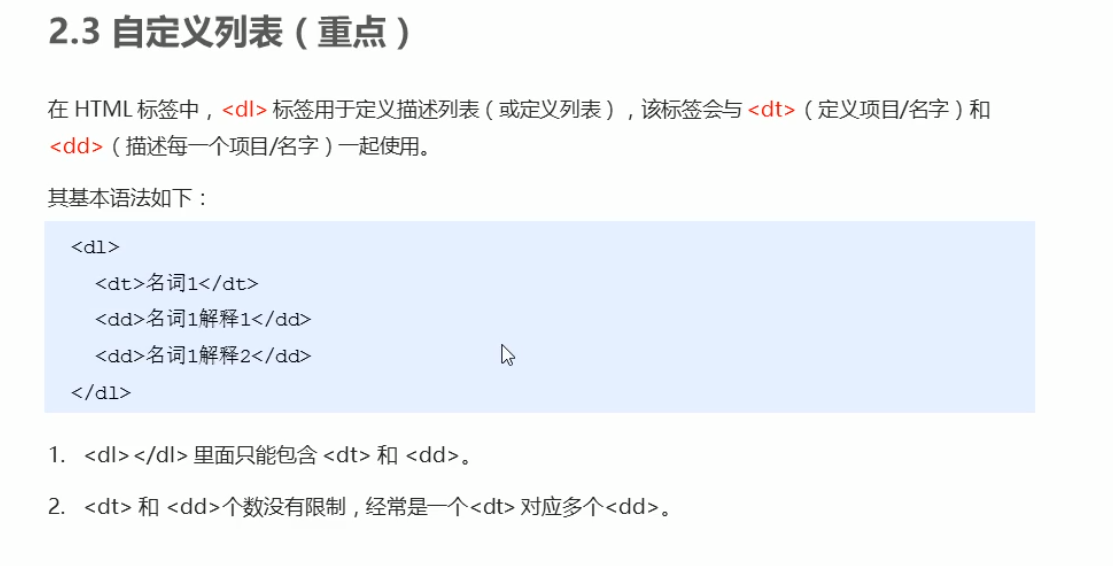 2.3 自定义列表（重点）
在 HTML 标签中，<dl> 标签用于定义描述列表（或定义列表），该标签会与 <dt>（定义项目/名字）和
<dd>（描述每一个项目/名字）一起使用。
其基本语法如下：
<dl>
<dt>名词1</dt>
<dd>名词1解释1</dd>
<dd>名词1解释2</dd>
</dl>
1. <dl></dl> 里面只能包含 <dt> 和 <dd>。
2. <dt> 和 <dd>个数没有限制，经常是一个<dt> 对应多个<dd>。